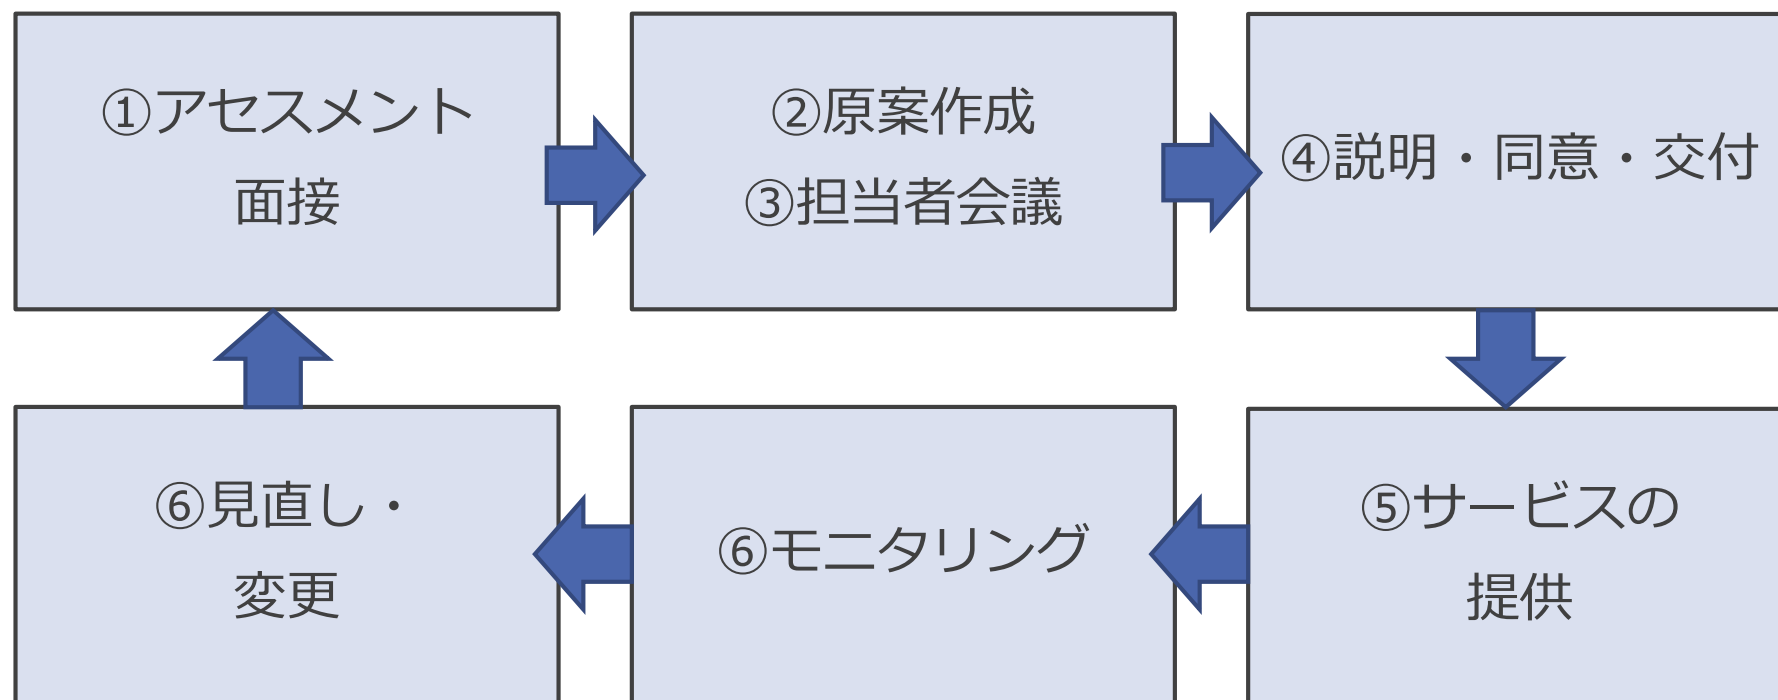 ①アセスメント
面接
②原案作成
③担当者会議
④説明・同意・交付
⑤サービスの
提供
⑥モニタリング
⑥見直し・
変更